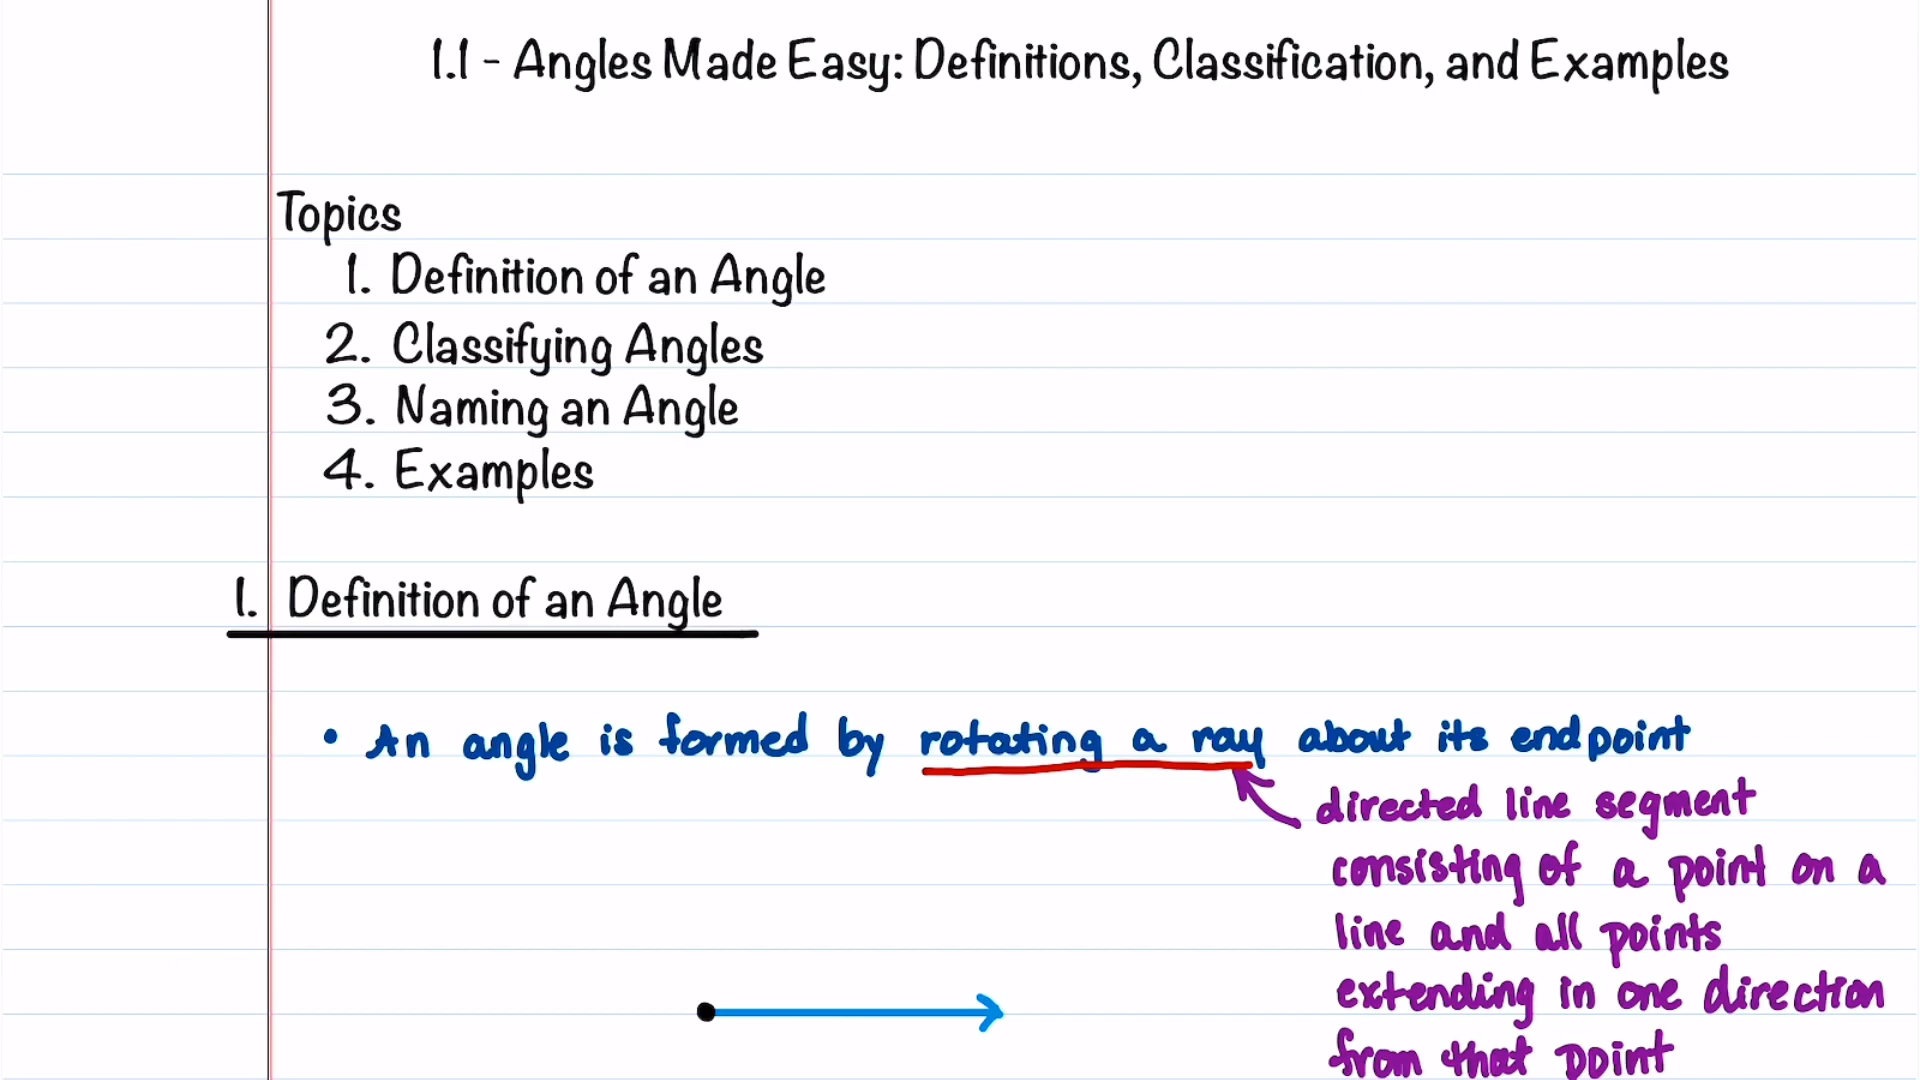 1.1 - Angles Made Easy: Definitions, Classification, and Examples
Topics
1. Definition of an Angle
2. Classifying Angles
3. Naming an Angle
4. Examples
1. Definition of an Angle
• An angle is formed by rotating a ray about its endpoint
directed line segment
consisting of a point on a
line and all points
extending in one direction
from that point